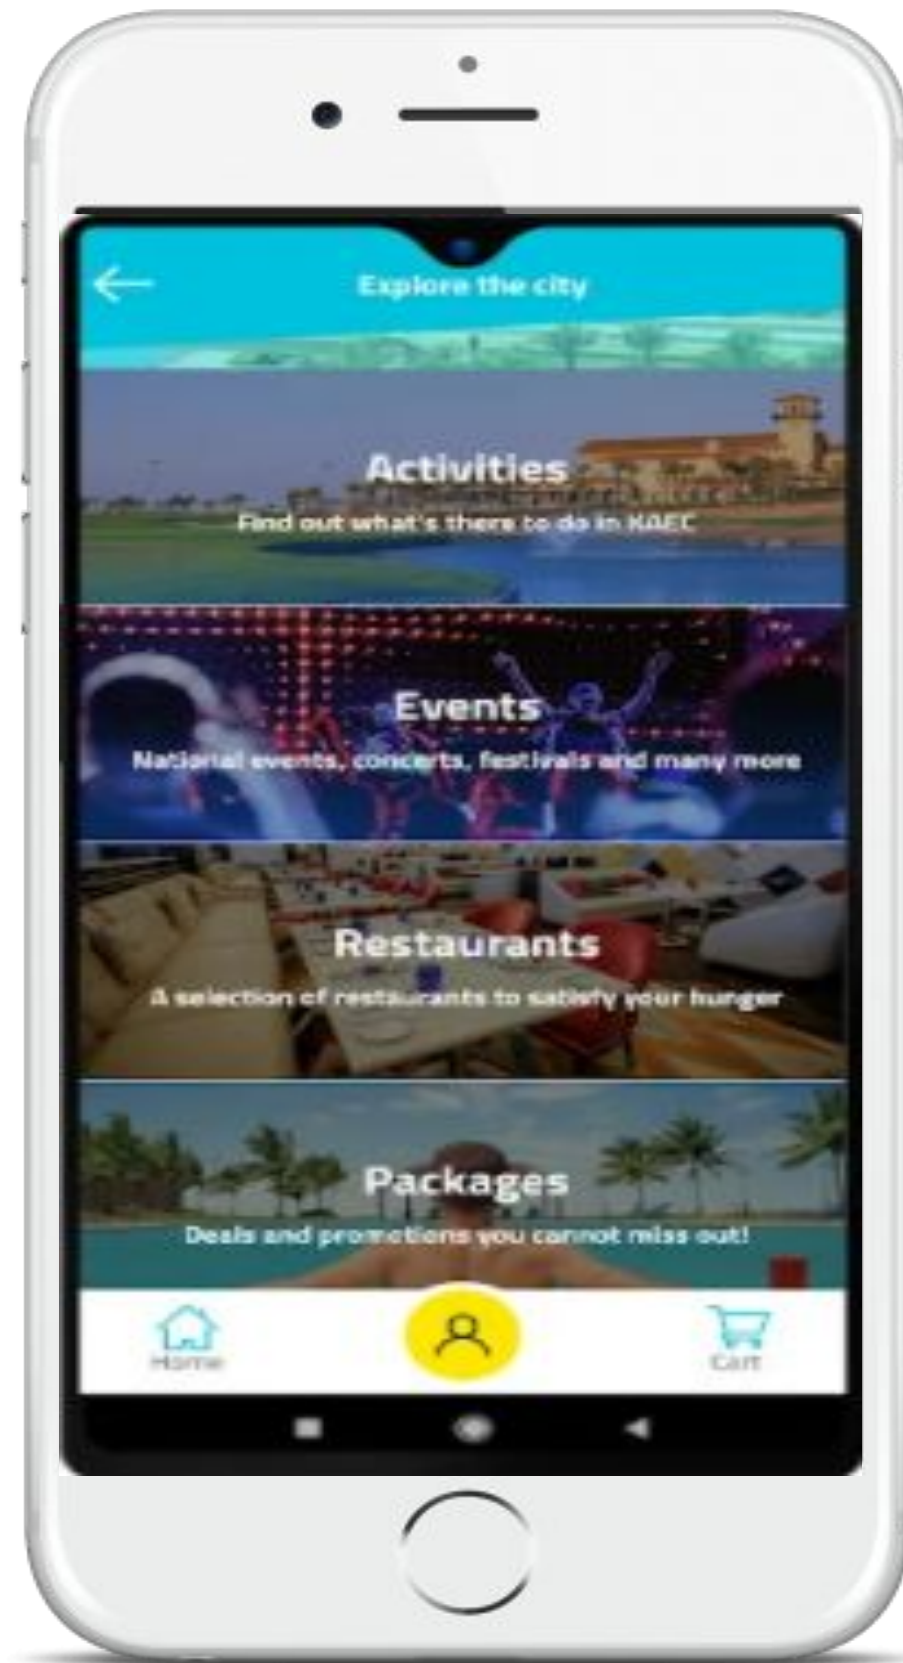 Explore the city
Activities
Find out what's there to do in KAEC
Events
National events, concerts, festivals and many more
Restaurants
A selection of restaurants to satisfy your hunger
Packages
Deals and promotions you cannot miss out!
Home
Cart